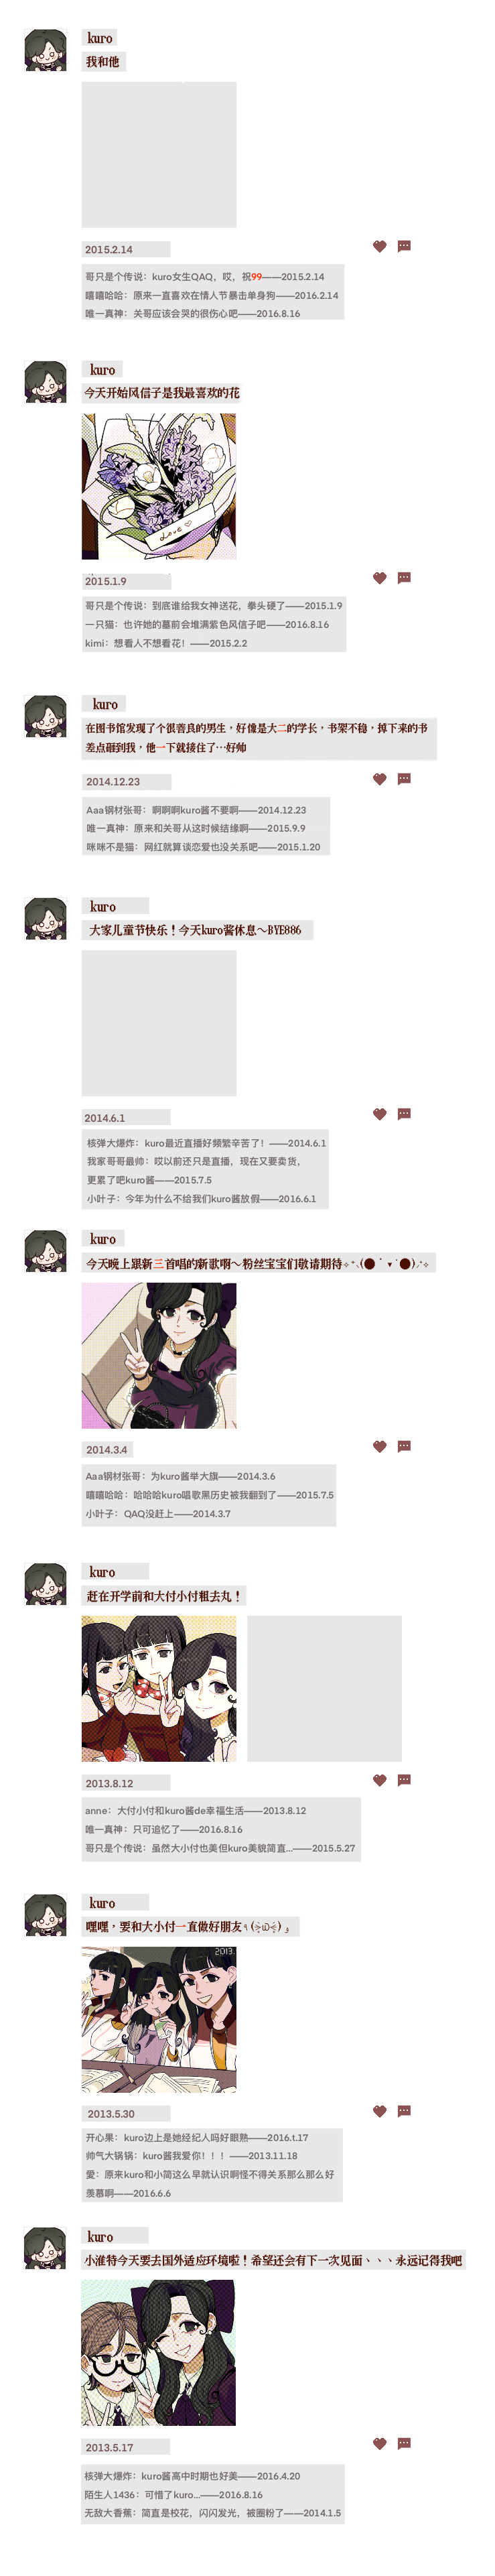 kuro
我和他
2015.2.14
哥只是个传说：kuro女生QAQ，哎，祝99——2015.2.14
嘻嘻哈哈：原来一直喜欢在情人节暴击单身狗——2016.2.14
唯一真神：关哥应该会哭的很伤心吧——2016.8.16
kuro
今天开始风信子是我最喜欢的花
Love
2015.1.9
哥只是个传说：到底谁给我女神送花，拳头硬了——2015.1.9
一只猫：也许她的墓前会堆满紫色风信子吧——2016.8.16
kimi：想看人不想看花！——2015.2.2
kuro
在图书馆发现了个很善良的男生，好像是大二的学长，书架不稳，掉下来的书
差点砸到我，他一下就接住了…好帅
2014.12.23
Aaa钢材张哥：啊啊啊kuro酱不要啊——2014.12.23
唯一真神：原来和关哥从这时候结缘啊——2015.9.9
咪咪不是猫：网红就算谈恋爱也没关系吧——2015.1.20
kuro
大家儿童节快乐！今天kuro酱休息～BYE886
2014.6.1
核弹大爆炸：kuro最近直播好频繁辛苦了！——2014.6.1
我家哥哥最帅：哎以前还只是直播，现在又要卖货，
更累了吧kuro酱——2015.7.5
小叶子：今年为什么不给我们kuro酱放假——2016.6.1
kuro
今天晚上跟新三首唱的新歌啊～粉丝宝宝们敬请期待✧⁺⸜(●˙▾˙●)⸝⁺✧
2014.3.4
Aaa钢材张哥：为kuro酱举大旗——2014.3.6
嘻嘻哈哈：哈哈哈kuro唱歌黑历史被我翻到了——2015.7.5
小叶子：QAQ没赶上——2014.3.7
kuro
赶在开学前和大付小付粗去丸！
2013.8.12
anne：大付小付和kuro酱de幸福生活——2013.8.12
唯一真神：只可追忆了——2016.8.16
哥只是个传说：虽然大小付也美但kuro美貌简直...——2015.5.27
kuro
嘿嘿，要和大小付一直做好朋友٩(˃̶͈̀௰˂̶͈́)و
2013.
2013.5.30
开心果：kuro边上是她经纪人吗好眼熟——2016.t.17
帅气大锅锅：kuro酱我爱你！！！——2013.11.18
愛：原来kuro和小简这么早就认识啊怪不得关系那么那么好
羡慕啊——2016.6.6
kuro
小淮特今天要去国外适应环境啦！希望还会有下一次见面、、、永远记得我吧
2013.5.17
核弹大爆炸：kuro酱高中时期也好美——2016.4.20
陌生人1436：可惜了kuro...——2016.8.16
无敌大香蕉：简直是校花，闪闪发光，被圈粉了——2014.1.5